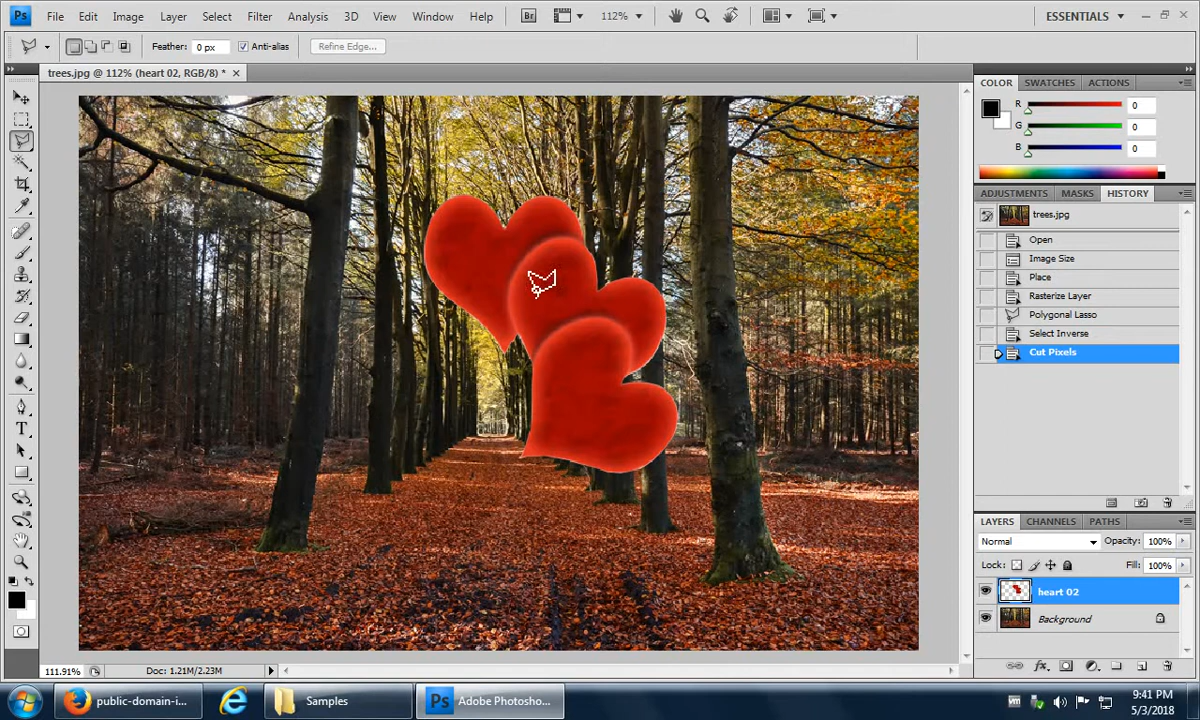 Ps File Edit Image Layer Select Filter Analysis 3D View Window Help Br 112% ESSENTIALS
Feather: 0 px Anti-alias Refine Edge...
trees.jpg @ 112% (heart 02, RGB/8) *
COLOR SWATCHES ACTIONS
R 0
G 0
B 0
ADJUSTMENTS MASKS HISTORY
trees.jpg
Open
Image Size
Place
Rasterize Layer
Polygonal Lasso
Select Inverse
Cut Pixels
LAYERS CHANNELS PATHS
Normal Opacity: 100%
Lock: Fill: 100%
heart 02
Background
111.91% Doc: 1.21M/2.23M
public-domain-i... Samples Ps Adobe Photosho... 9:41 PM
5/3/2018